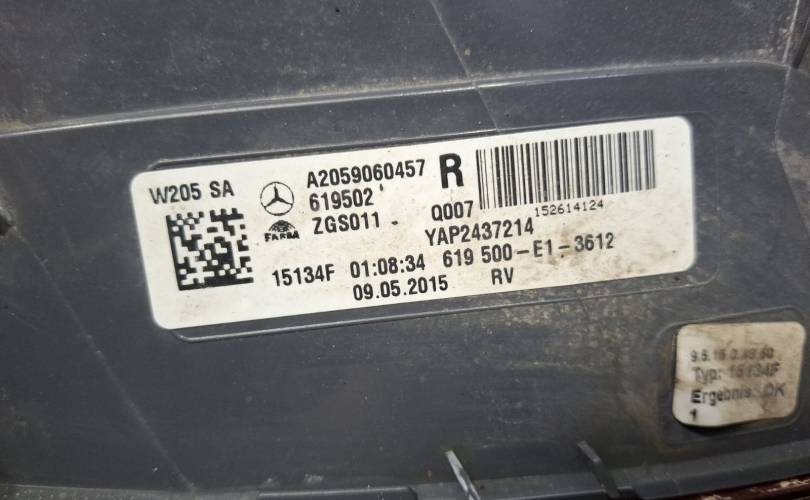 W205 SA
A2059060457 R
619502
FARBA ZGS011 Q007 152614124
YAP2437214
15134F 01:08:34 619 500-E1-3612
09.05.2015 RV
Typ: 15134F
Ergebnis: OK
1